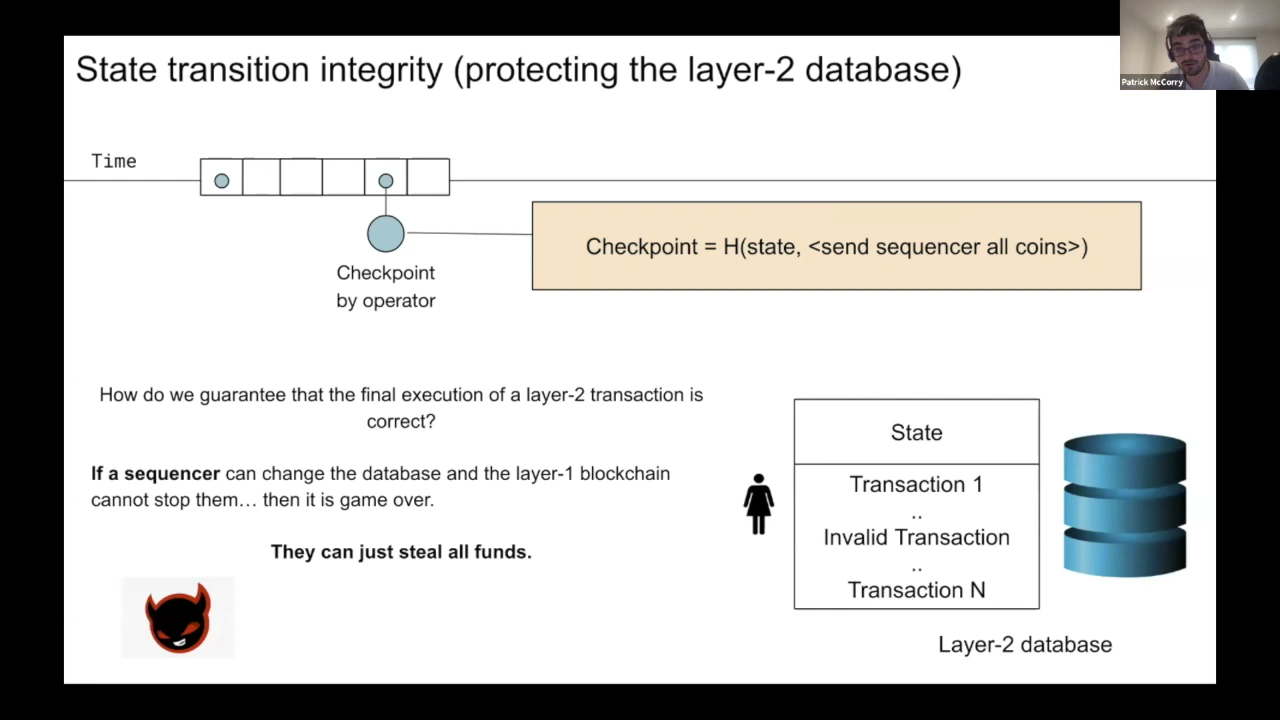 State transition integrity (protecting the layer-2 database)
Patrick McCorry
Time
Checkpoint = H(state, <send sequencer all coins>)
Checkpoint
by operator
How do we guarantee that the final execution of a layer-2 transaction is
correct?
If a sequencer can change the database and the layer-1 blockchain
cannot stop them... then it is game over.
They can just steal all funds.
State
Transaction 1
..
Invalid Transaction
..
Transaction N
Layer-2 database